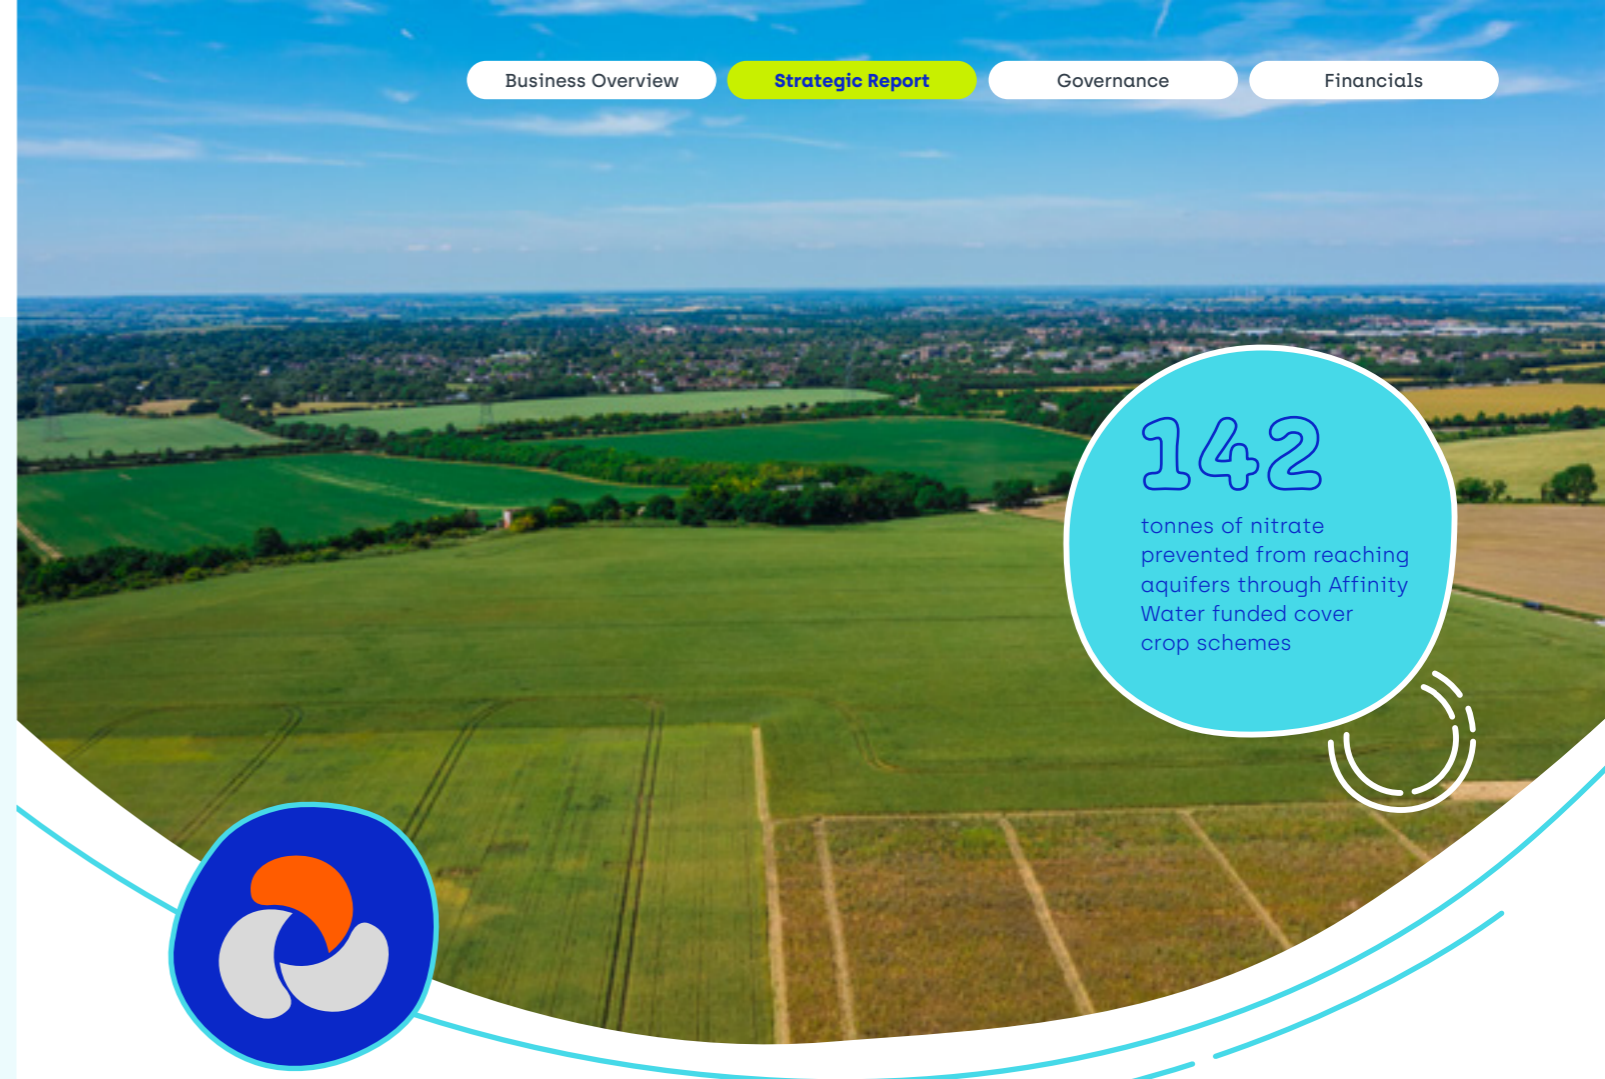 Business Overview
Strategic Report
Governance
Financials
142
tonnes of nitrate
prevented from reaching
aquifers through Affinity
Water funded cover
crop schemes